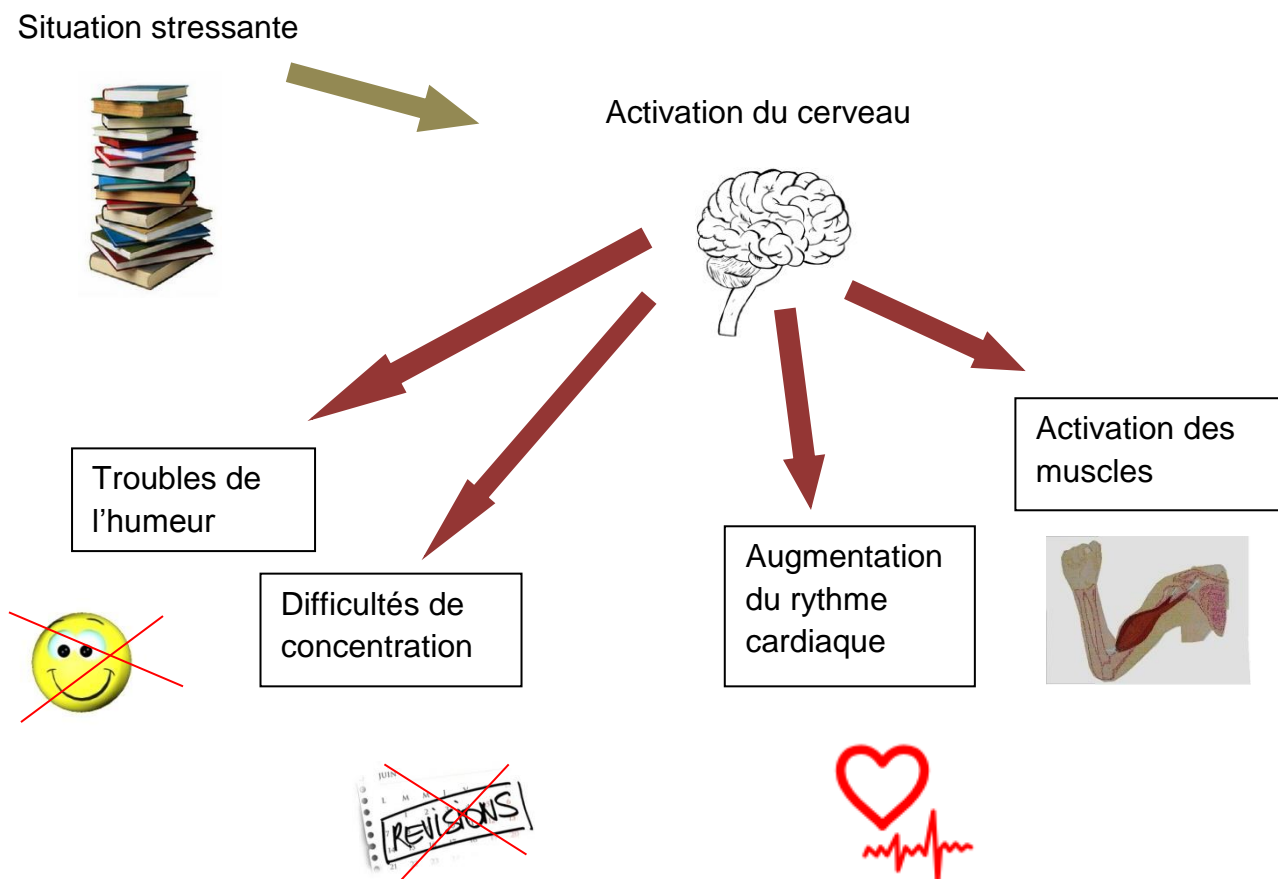 Situation stressante
Activation du cerveau
Troubles de
l’humeur
Difficultés de
concentration
Augmentation
du rythme
cardiaque
Activation des
muscles
JUIN
L M M J V
REVISIONS